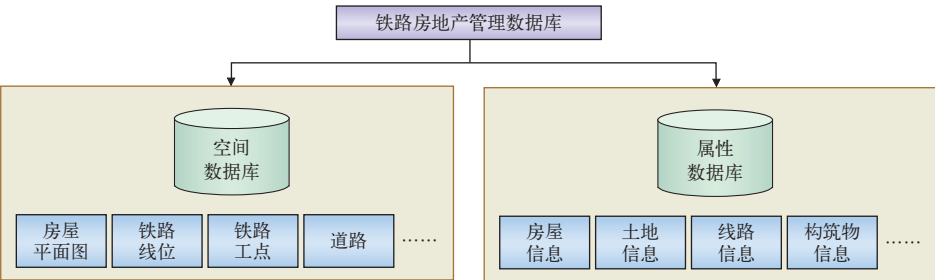 铁路房地产管理数据库
空间
数据库
房屋
平面图
铁路
线位
铁路
工点
道路
……
属性
数据库
房屋
信息
土地
信息
线路
信息
构筑物
信息
……